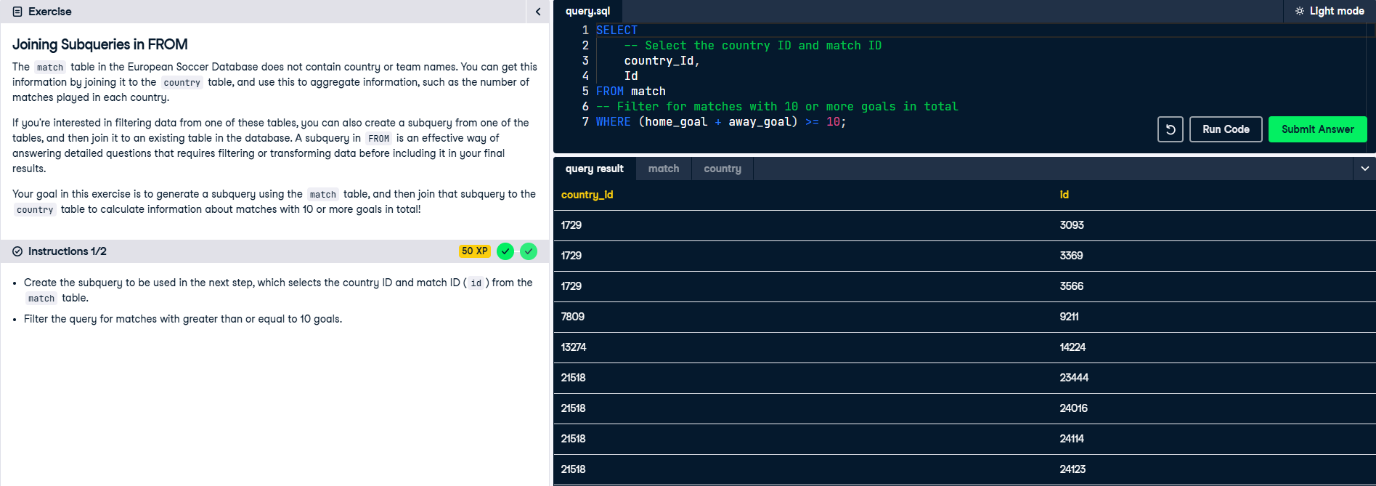 Exercise
Joining Subqueries in FROM
The match table in the European Soccer Database does not contain country or team names. You can get this
information by joining it to the country table, and use this to aggregate information, such as the number of
matches played in each country.
If you're interested in filtering data from one of these tables, you can also create a subquery from one of the
tables, and then join it to an existing table in the database. A subquery in FROM is an effective way of
answering detailed questions that requires filtering or transforming data before including it in your final
results.
Your goal in this exercise is to generate a subquery using the match table, and then join that subquery to the
country table to calculate information about matches with 10 or more goals in total!
Instructions 1/2
50 XP
• Create the subquery to be used in the next step, which selects the country ID and match ID (id) from the
match table.
• Filter the query for matches with greater than or equal to 10 goals.
query.sql
Light mode
1 SELECT
2 -- Select the country ID and match ID
3 country_Id,
4 Id
5 FROM match
6 -- Filter for matches with 10 or more goals in total
7 WHERE (home_goal + away_goal) >= 10;
Run Code
Submit Answer
query result match country
country_id id
1729 3093
1729 3369
1729 3566
7809 9211
13274 14224
21518 23444
21518 24016
21518 24114
21518 24123